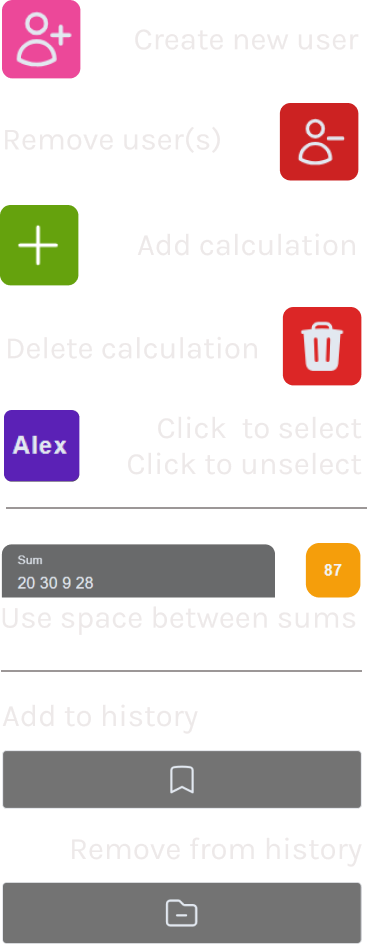 Create new user
Remove user(s)
Add calculation
Delete calculation
Alex
Click to select
Click to unselect
Sum
20 30 9 28
87
Use space between sums
Add to history
Remove from history